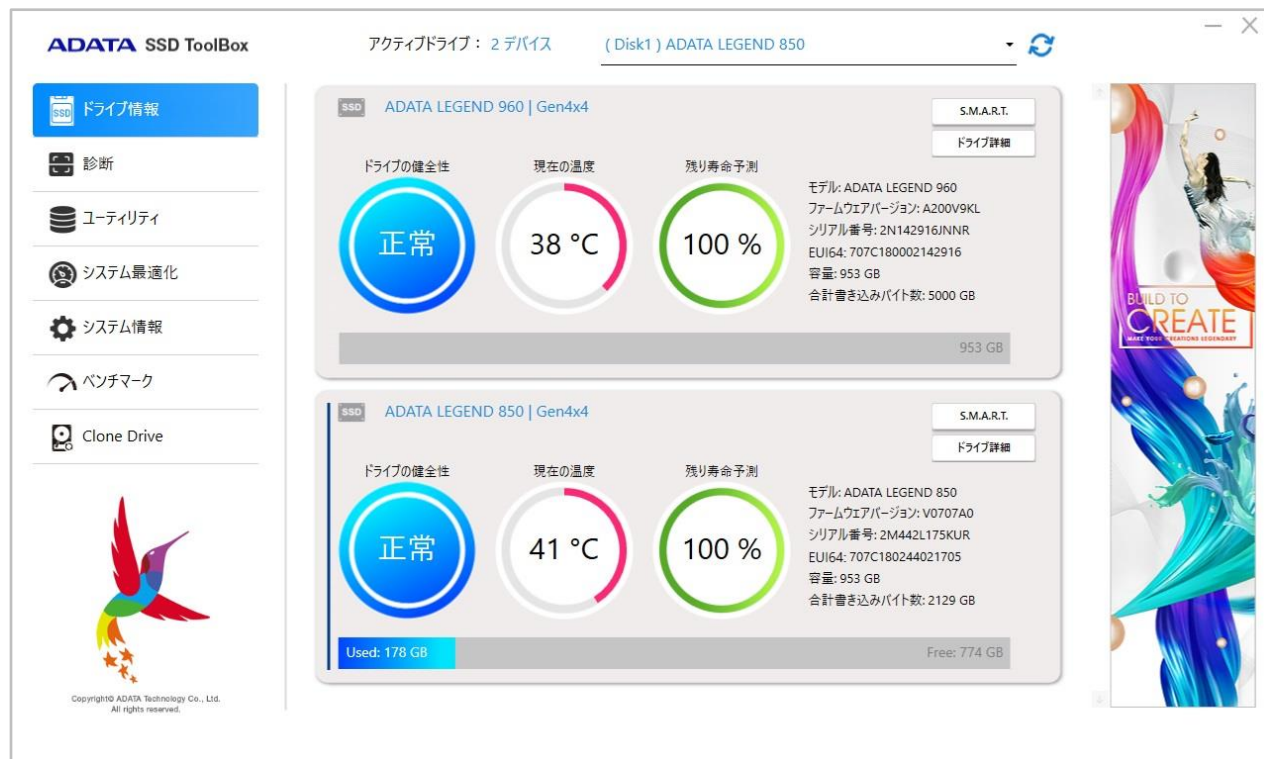 ADATA SSD ToolBox
アクティブドライブ： 2 デバイス ( Disk1 ) ADATA LEGEND 850
ドライブ情報
診断
ユーティリティ
システム最適化
システム情報
ベンチマーク
Clone Drive
Copyright© ADATA Technology Co., Ltd.
All rights reserved.
SSD ADATA LEGEND 960 | Gen4x4
S.M.A.R.T.
ドライブ詳細
ドライブの健全性 現在の温度 残り寿命予測
正常 38 °C 100 %
モデル: ADATA LEGEND 960
ファームウェアバージョン: A200V9KL
シリアル番号: 2N142916JNNR
EUI64: 707C180002142916
容量: 953 GB
合計書き込みバイト数: 5000 GB
953 GB
SSD ADATA LEGEND 850 | Gen4x4
S.M.A.R.T.
ドライブ詳細
ドライブの健全性 現在の温度 残り寿命予測
正常 41 °C 100 %
モデル: ADATA LEGEND 850
ファームウェアバージョン: V0707A0
シリアル番号: 2M442L175KUR
EUI64: 707C180244021705
容量: 953 GB
合計書き込みバイト数: 2129 GB
Used: 178 GB Free: 774 GB
BUILD TO
CREATE
MAKE YOUR CREATIONS LEGENDARY